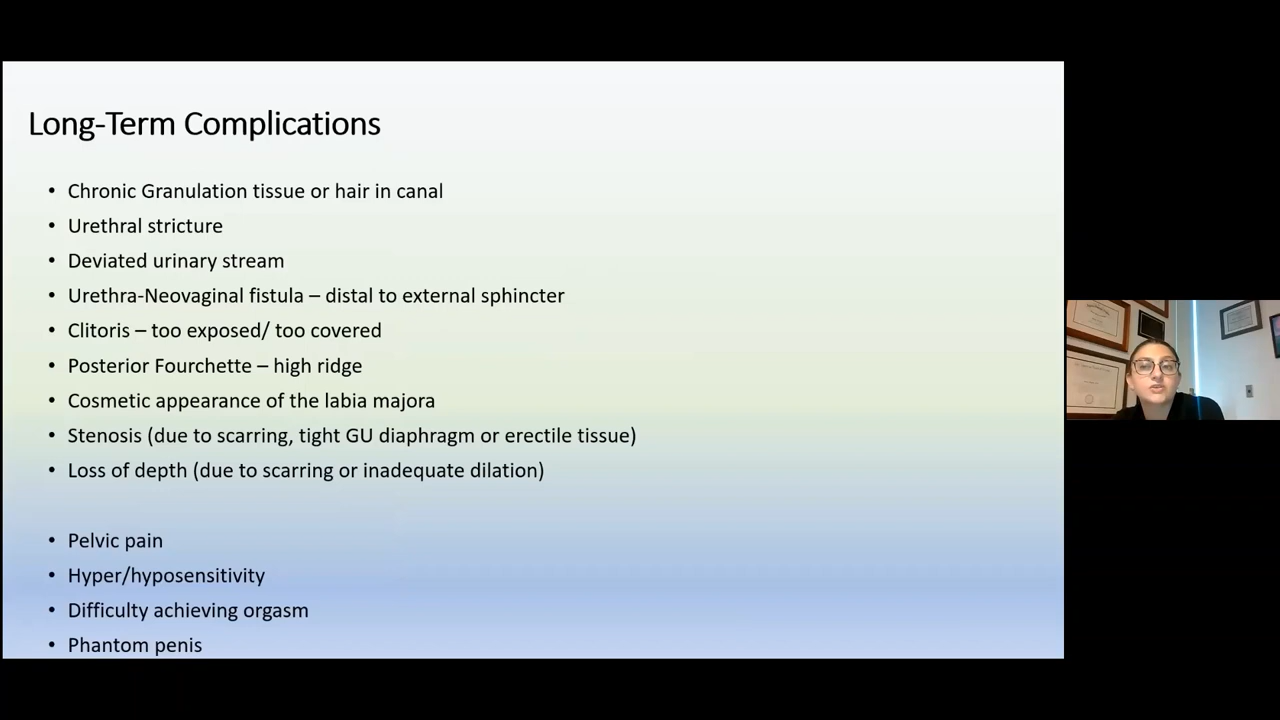 Long-Term Complications
• Chronic Granulation tissue or hair in canal
• Urethral stricture
• Deviated urinary stream
• Urethra-Neovaginal fistula – distal to external sphincter
• Clitoris – too exposed/ too covered
• Posterior Fourchette – high ridge
• Cosmetic appearance of the labia majora
• Stenosis (due to scarring, tight GU diaphragm or erectile tissue)
• Loss of depth (due to scarring or inadequate dilation)
• Pelvic pain
• Hyper/hyposensitivity
• Difficulty achieving orgasm
• Phantom penis